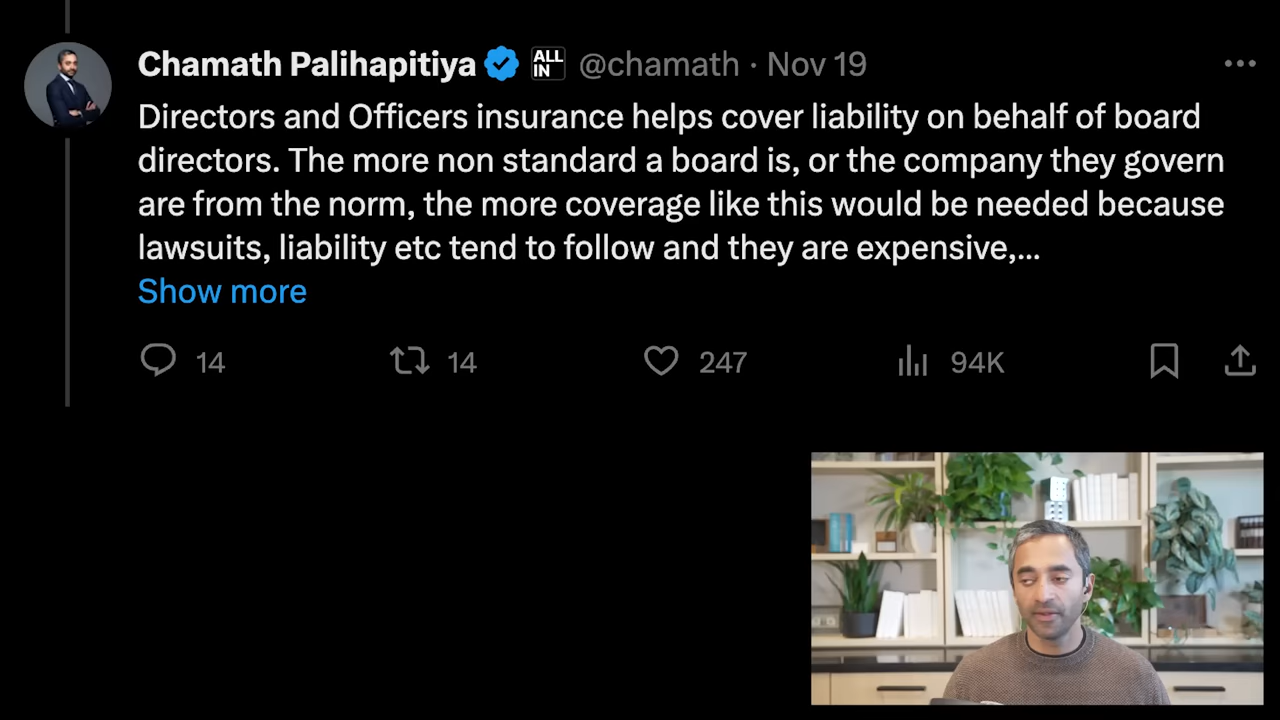 Chamath Palihapitiya ALL IN @chamath · Nov 19
Directors and Officers insurance helps cover liability on behalf of board
directors. The more non standard a board is, or the company they govern
are from the norm, the more coverage like this would be needed because
lawsuits, liability etc tend to follow and they are expensive,...
Show more
14 14 247 94K